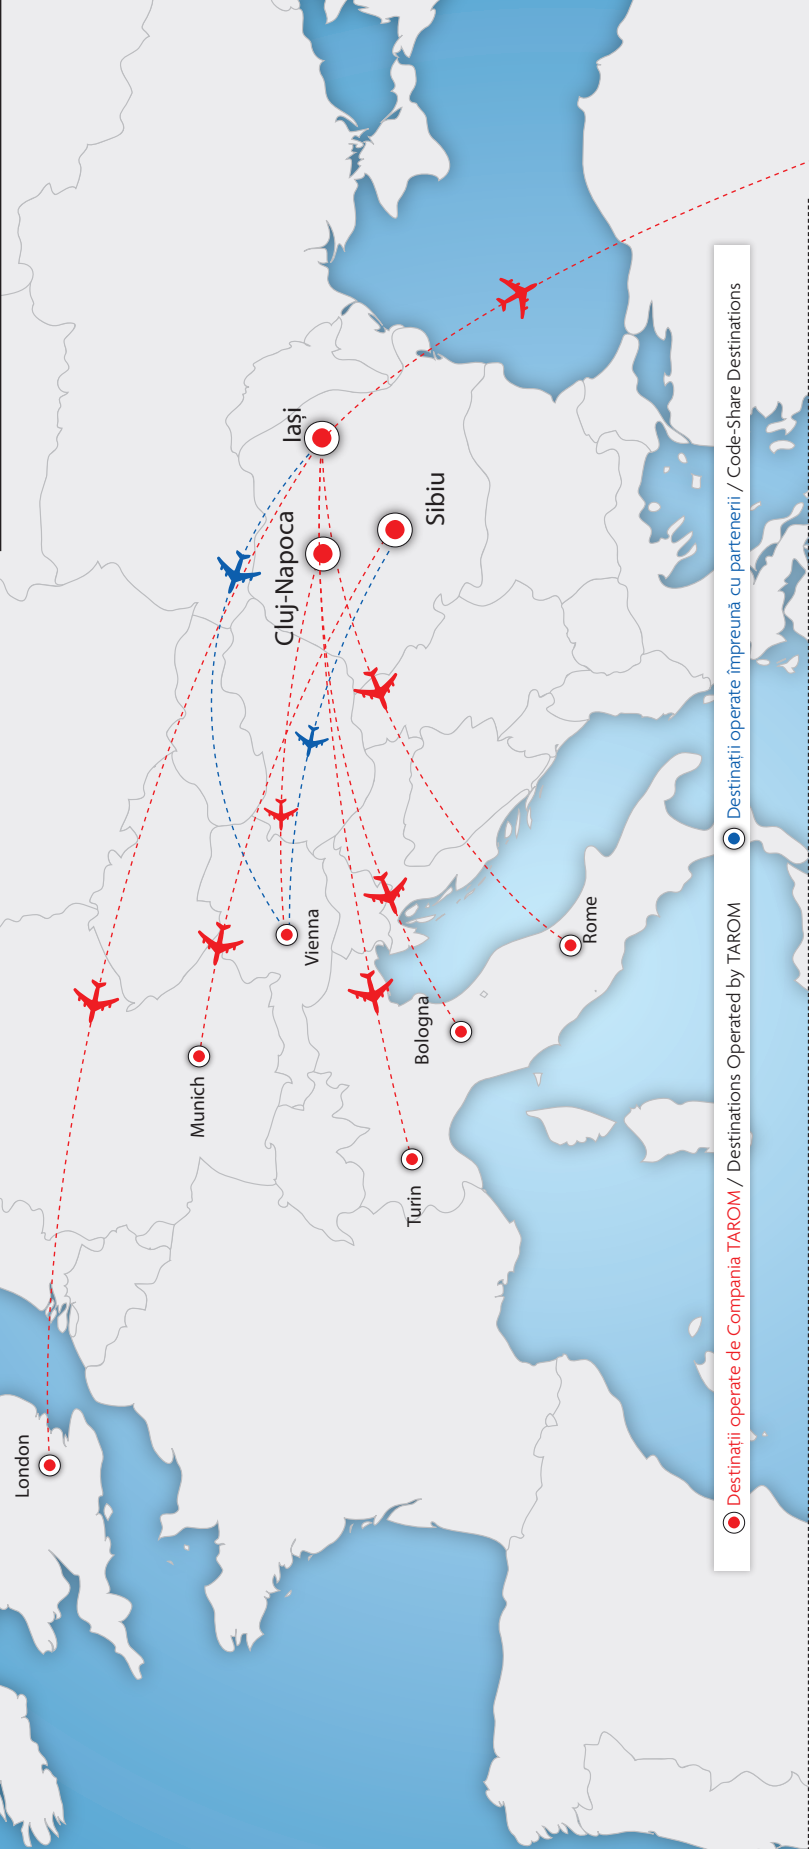 London
Munich
Turin
Vienna
Bologna
Rome
Cluj-Napoca
Iași
Sibiu
Destinații operate de Compania TAROM / Destinations Operated by TAROM
Destinații operate împreună cu partenerii / Code-Share Destinations